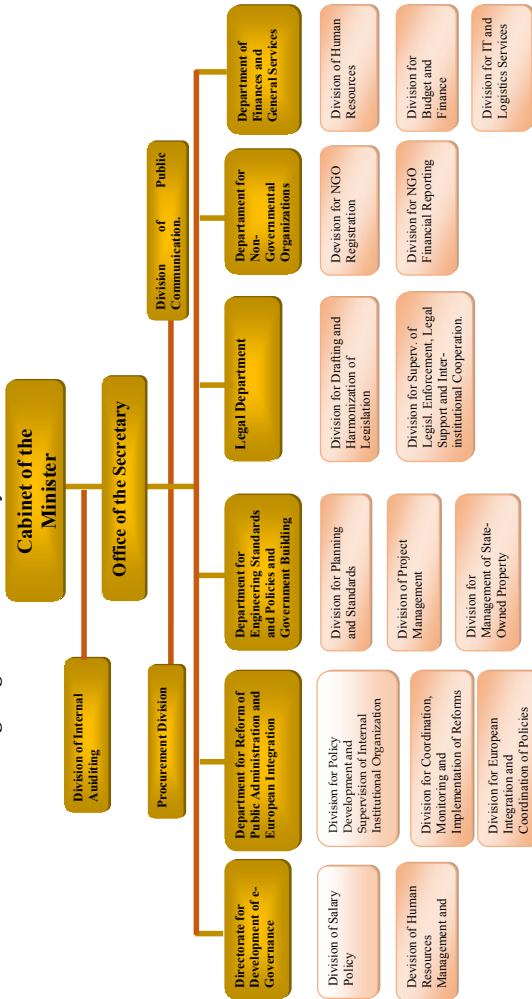 Cabinet of the
Minister
Division of Internal
Auditing
Office of the Secretary
Procurement Division
Division of Public
Communication.
Directorate for
Development of e-
Governance
Department for Reform of
Public Administration and
European Integration
Department for
Engineering Standards
and Policies and
Government Building
Legal Department
Departament for
Non-
Governmental
Organizations
Department of
Finances and
General Services
Division of Salary
Policy
Devision of Human
Resources
Management and
Division for Policy
Development and
Supervision of Internal
Institutional Organization
Division for Coordination,
Monitoring and
Implementation of Reforms
Division for European
Integration and
Coordination of Policies
Division for Planning
and Standards
Division of Project
Management
Division for
Management of State-
Owned Property
Division for Drafting and
Harmonization of
Legislation
Division for Superv. of
Legisl. Enforcement, Legal
Support and Inter-
institutional Cooperation.
Devision for NGO
Registration
Division for NGO
Financial Reporting
Division of Human
Resources
Division for
Budget and
Finance
Division for IT and
Logistics Services